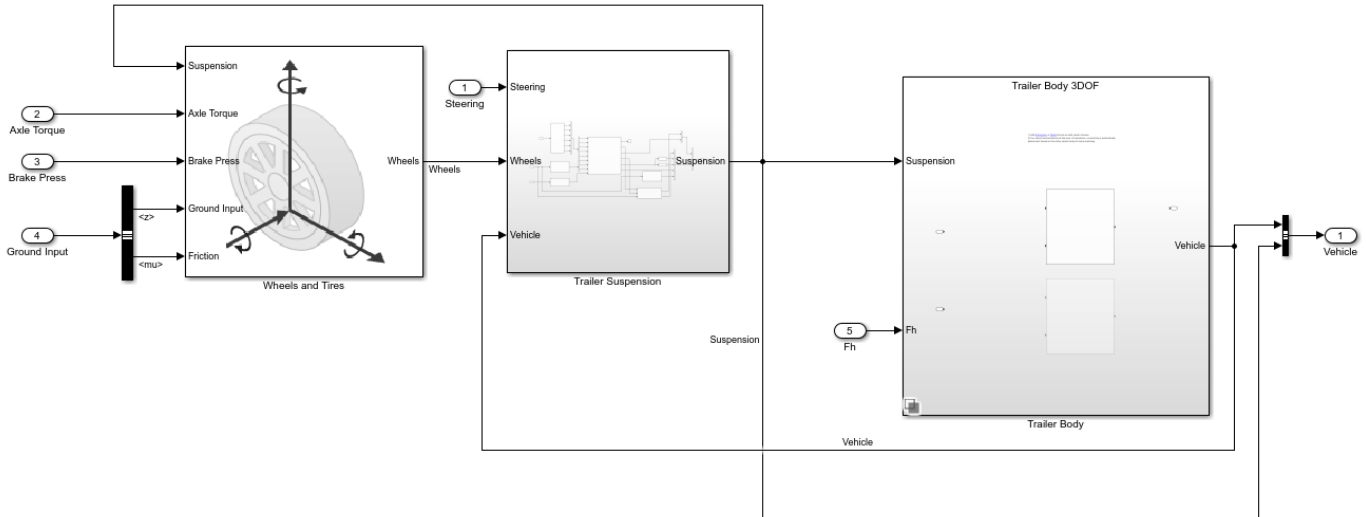 Suspension
Axle Torque
Brake Press
Ground Input
Friction
Wheels
Wheels and Tires
2
Axle Torque
3
Brake Press
4
Ground Input
<z>
<mu>
Wheels
1
Steering
Steering
Wheels
Vehicle
Suspension
Trailer Suspension
Suspension
Vehicle
Trailer Body 3DOF
Suspension
Fh
Vehicle
Trailer Body
5
Fh
1
Vehicle